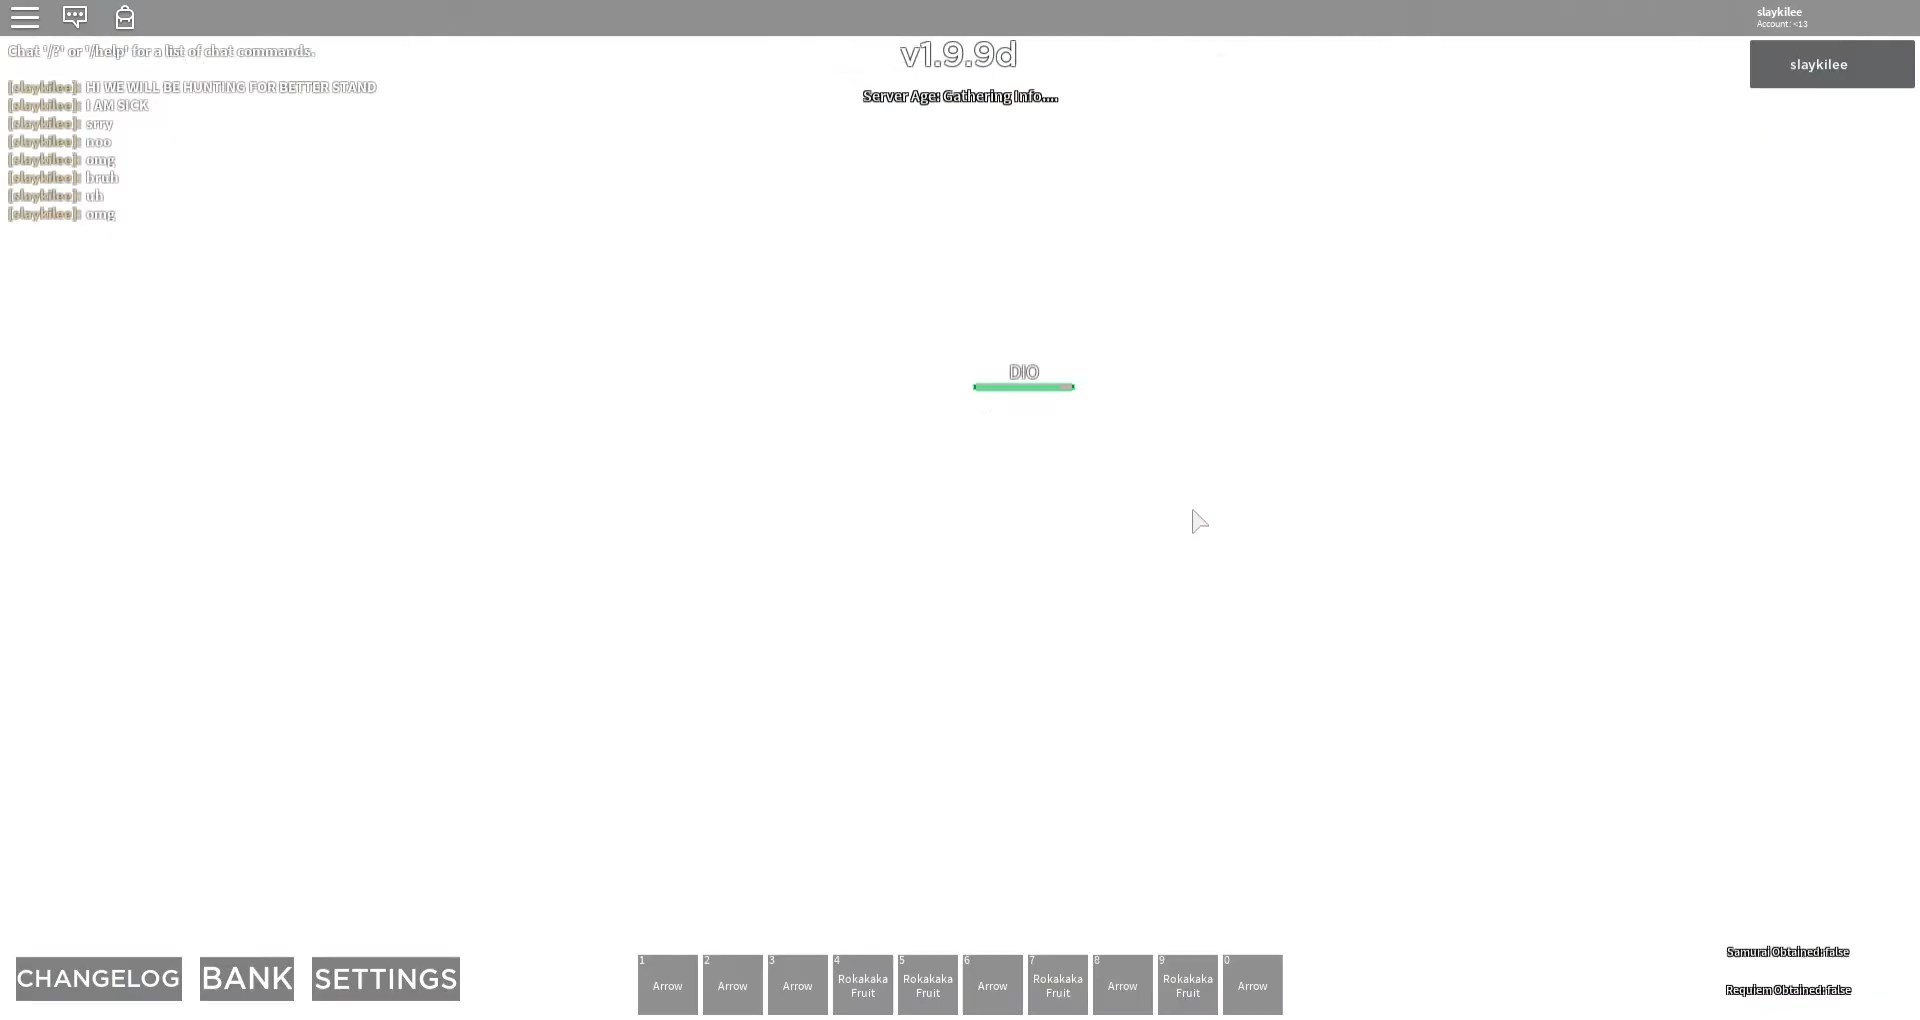 slaykilee
Account: <13
Chat '/?' or '/help' for a list of chat commands.
v1.9.9d
slaykilee
[slaykilee]: HI WE WILL BE HUNTING FOR BETTER STAND
Server Age: Gathering Info....
[slaykilee]: I AM SICK
[slaykilee]: srry
[slaykilee]: noo
[slaykilee]: omg
[slaykilee]: bruh
[slaykilee]: uh
[slaykilee]: omg
DIO
Samurai Obtained: false
CHANGELOG
BANK
SETTINGS
1
Arrow
2
Arrow
3
Arrow
4
Rokakaka
Fruit
5
Rokakaka
Fruit
6
Arrow
7
Rokakaka
Fruit
8
Arrow
9
Rokakaka
Fruit
0
Arrow
Requiem Obtained: false